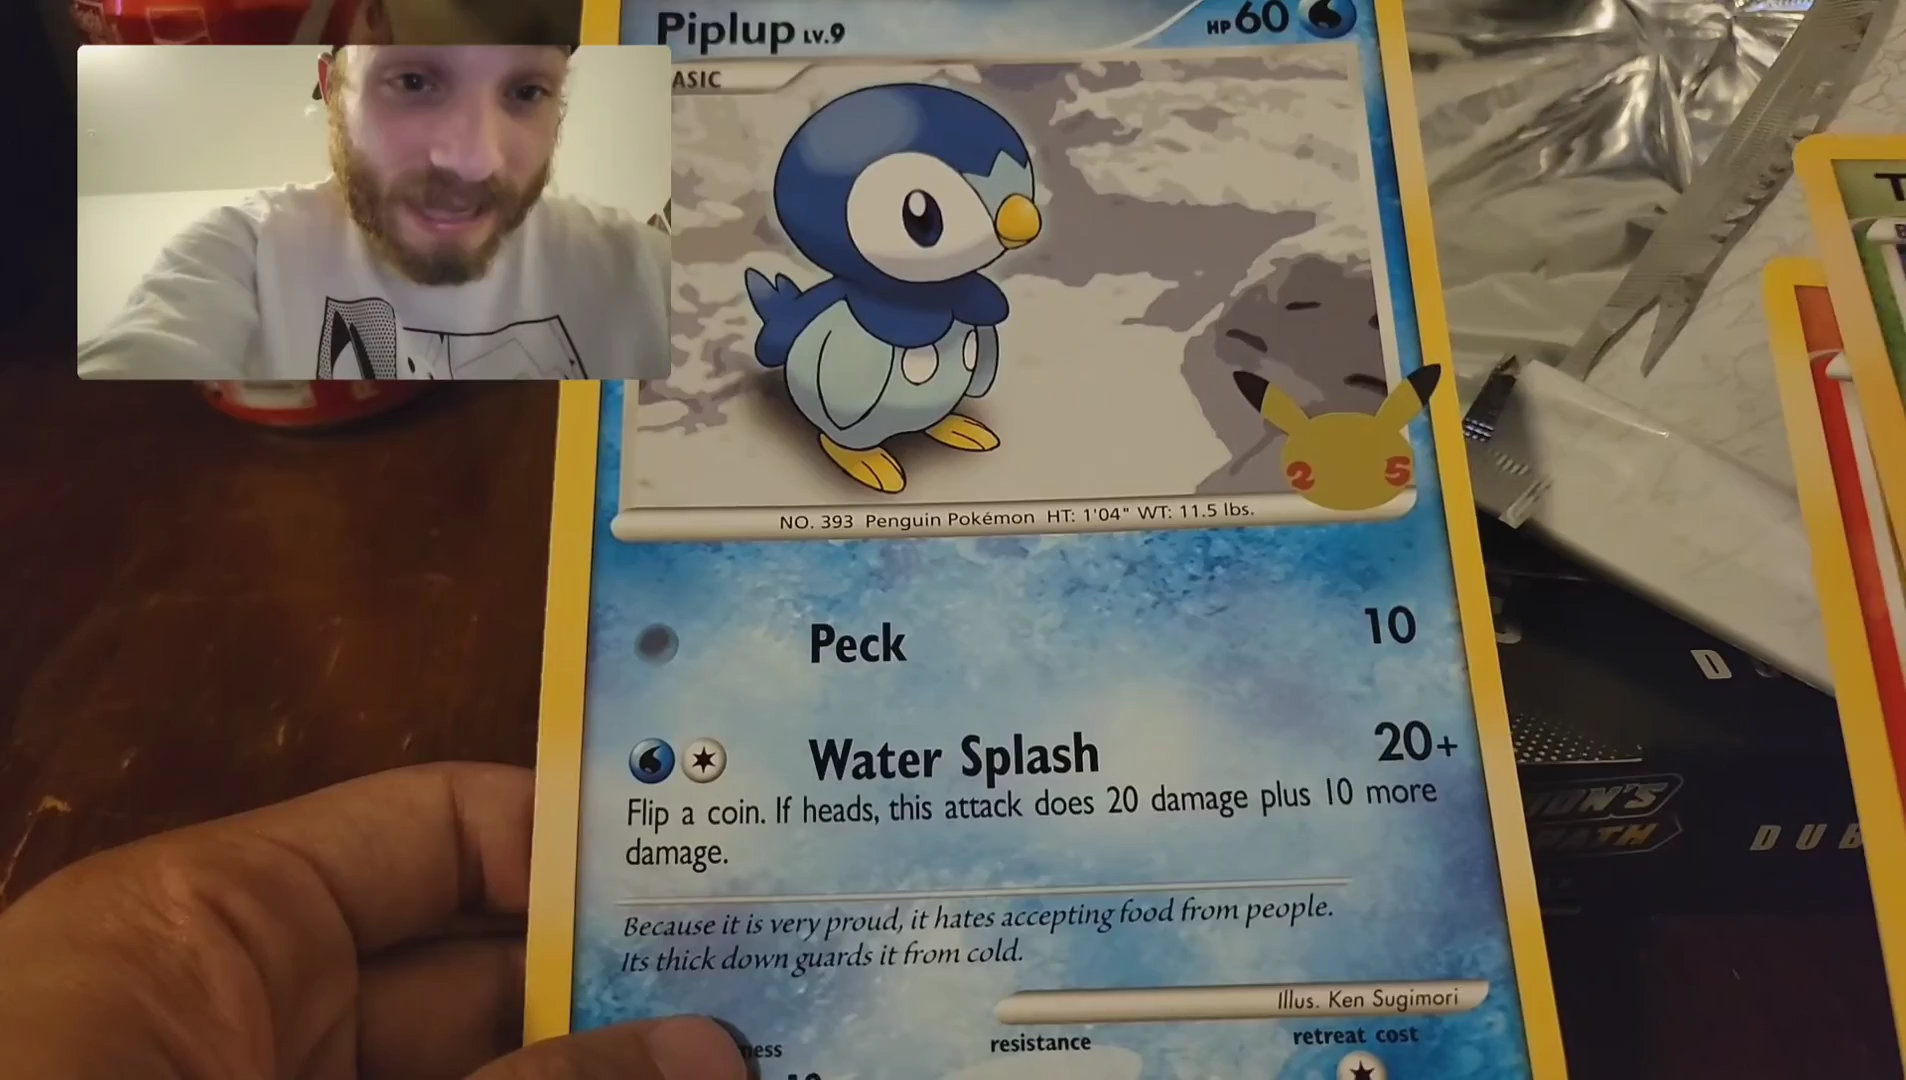 Piplup LV.9
HP 60
ASIC
2 5
NO. 393 Penguin Pokémon HT: 1'04" WT: 11.5 lbs.
Peck 10
Water Splash 20+
Flip a coin. If heads, this attack does 20 damage plus 10 more
damage.
Because it is very proud, it hates accepting food from people.
Its thick down guards it from cold.
Illus. Ken Sugimori
ness resistance retreat cost
T
D
DUB